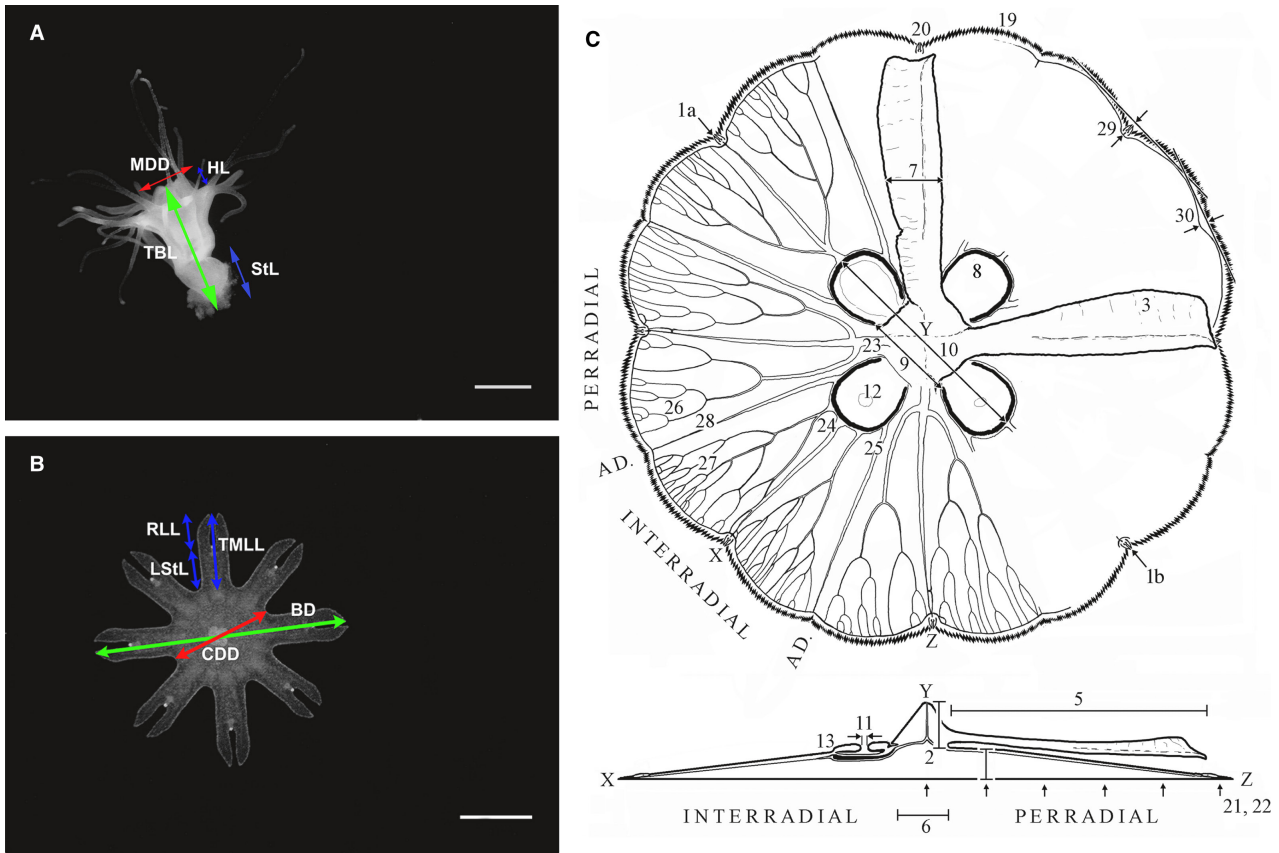 A
MDD
HL
TBL
StL
B
RLL
TMLL
LStL
BD
CDD
C
20
19
1a
29
7
30
8
3
Y
PERRADIAL
23
10
9
12
26
28
24
25
27
AD.
INTERRADIAL
X
1b
AD.
Z
Y
5
11
13
2
X
Z
21, 22
INTERRADIAL
PERRADIAL
6